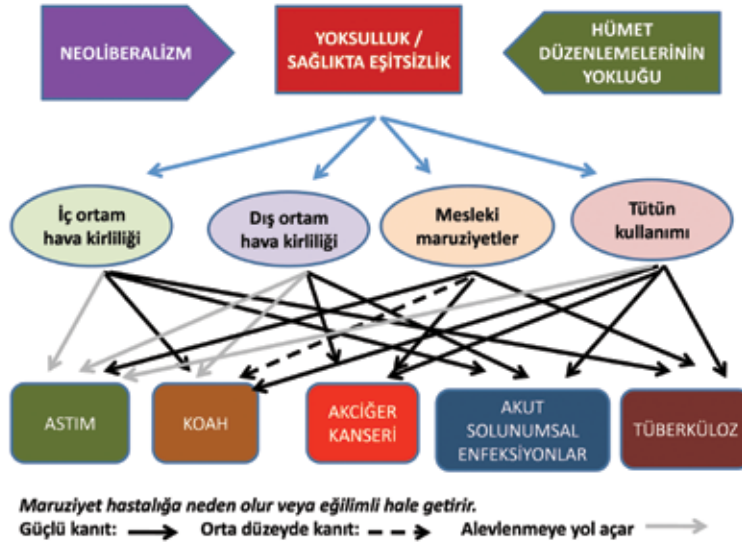 NEOLİBERALİZM
YOKSULLUK /
SAĞLIKTA EŞİTSİZLİK
HÜMET
DÜZENLEMELERİNİN
YOKLUĞU
İç ortam
hava kirliliği
Dış ortam
hava kirliliği
Mesleki
maruziyetler
Tütün
kullanımı
ASTIM
KOAH
AKCİĞER
KANSERİ
AKUT
SOLUNUMSAL
ENFEKSİYONLAR
TÜBERKÜLOZ
Maruziyet hastalığa neden olur veya eğilimli hale getirir.
Güçlü kanıt: Orta düzeyde kanıt: Alevlenmeye yol açar